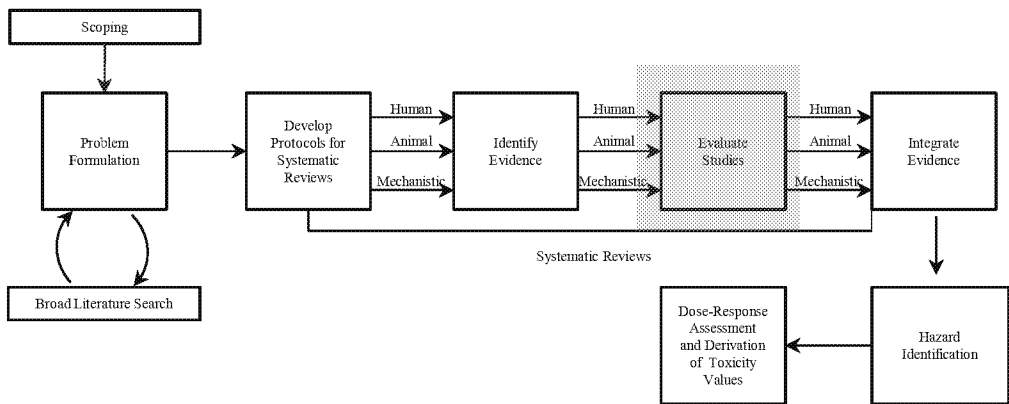 Scoping
Problem
Formulation
Broad Literature Search
Develop
Protocols for
Systematic
Reviews
Human
Animal
Mechanistic
Identify
Evidence
Human
Animal
Mechanistic
Evaluate
Studies
Human
Animal
Mechanistic
Integrate
Evidence
Systematic Reviews
Hazard
Identification
Dose-Response
Assessment
and Derivation
of Toxicity
Values